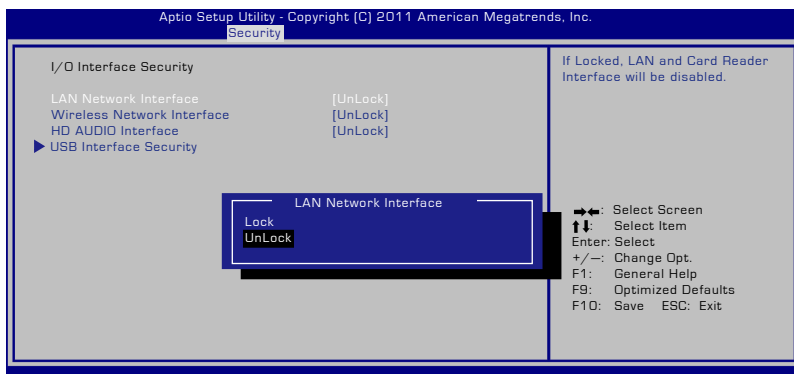 Aptio Setup Utility - Copyright (C) 2011 American Megatrends, Inc.
Security
I/O Interface Security
LAN Network Interface [UnLock]
Wireless Network Interface [UnLock]
HD AUDIO Interface [UnLock]
USB Interface Security
If Locked, LAN and Card Reader
Interface will be disabled.
LAN Network Interface
Lock
UnLock
→←: Select Screen
↑↓: Select Item
Enter: Select
+/—: Change Opt.
F1: General Help
F9: Optimized Defaults
F10: Save ESC: Exit